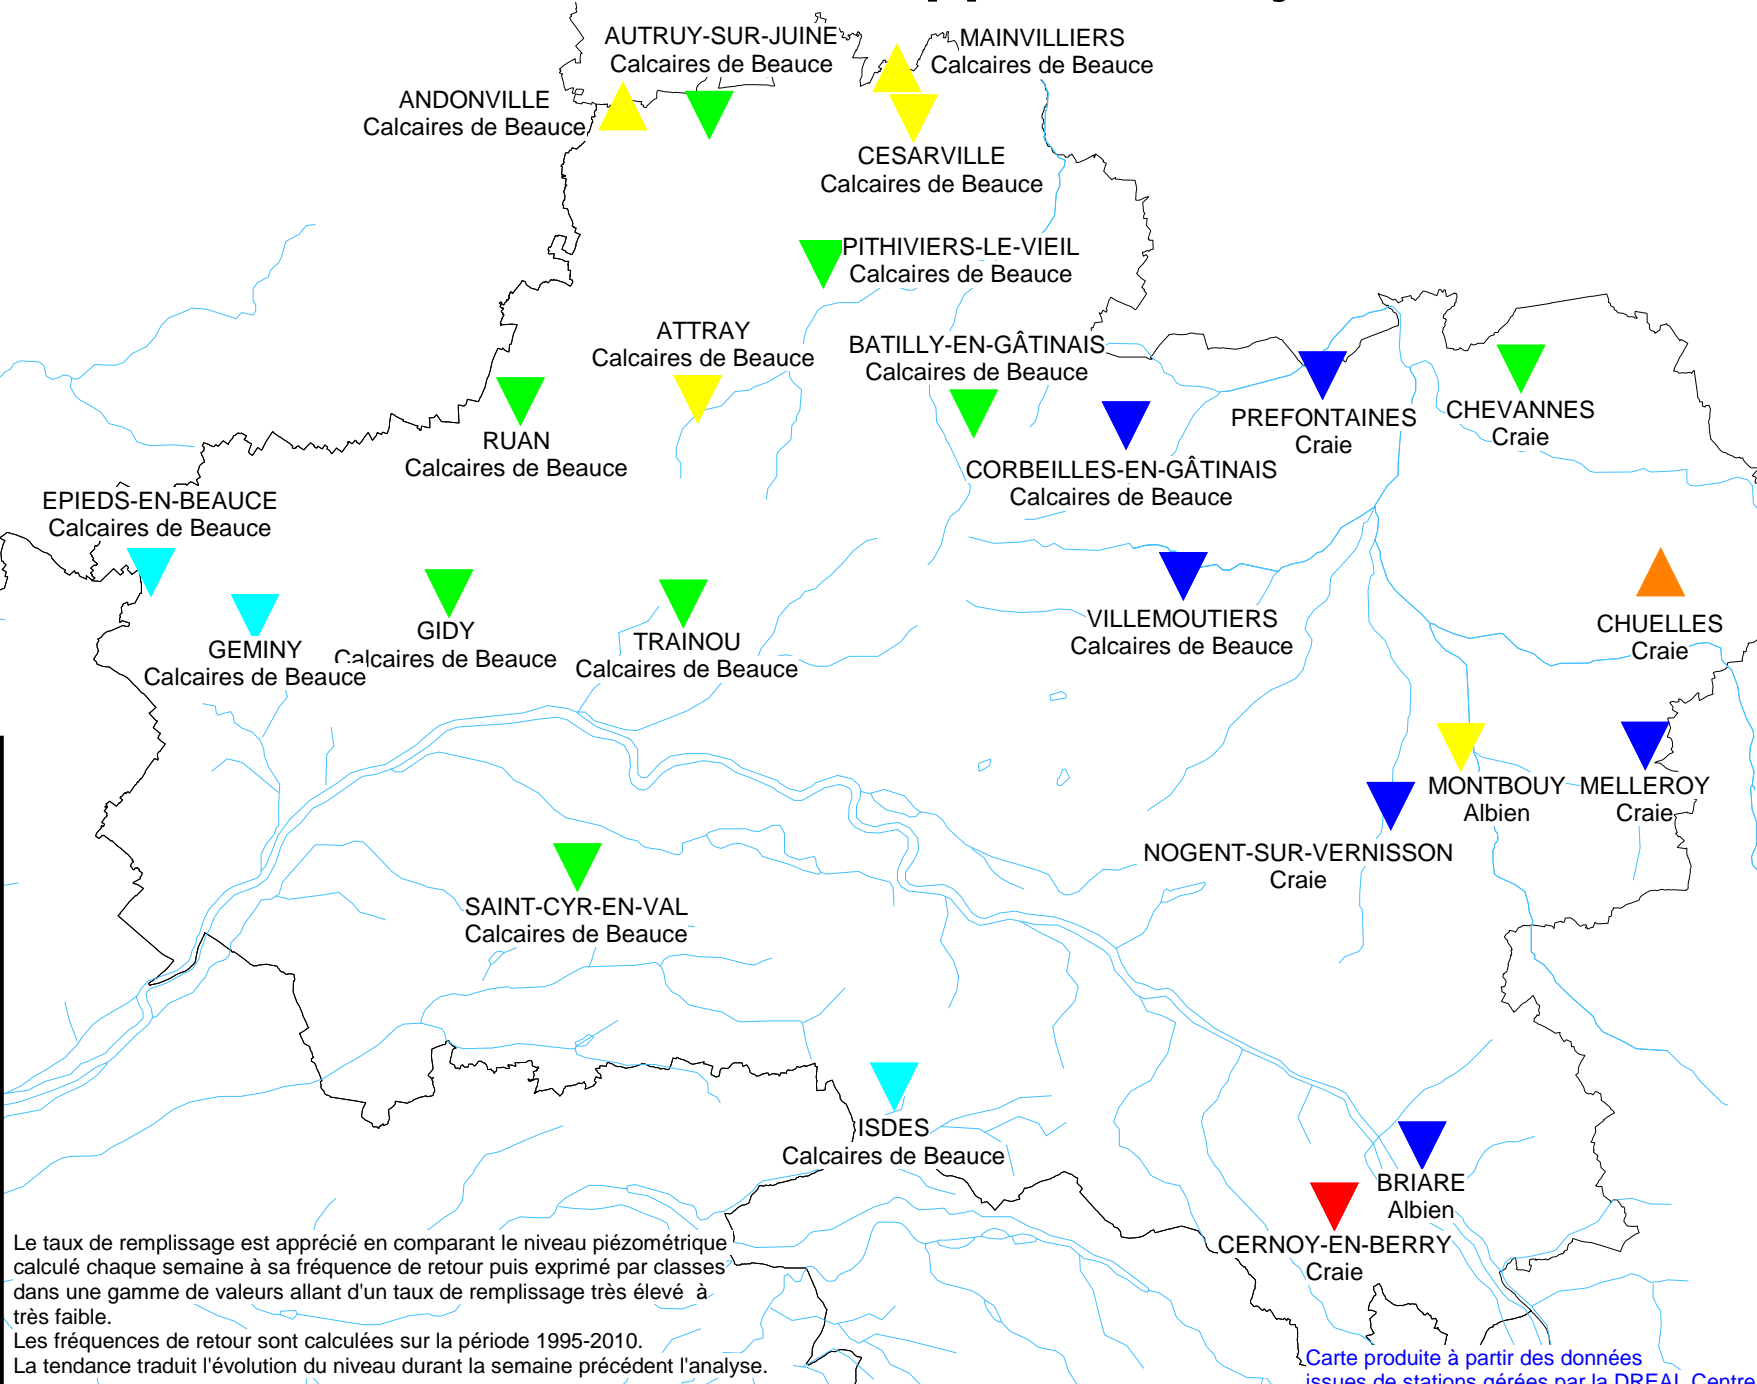 AUTRUY-SUR-JUINE
Calcaires de Beauce
MAINVILLIERS
Calcaires de Beauce
ANDONVILLE
Calcaires de Beauce
CESARVILLE
Calcaires de Beauce
PITHIVIERS-LE-VIEIL
Calcaires de Beauce
ATTRAY
Calcaires de Beauce
BATILLY-EN-GÂTINAIS
Calcaires de Beauce
RUAN
Calcaires de Beauce
PREFONTAINES
Craie
CHEVANNES
Craie
CORBEILLES-EN-GÂTINAIS
Calcaires de Beauce
EPIEDS-EN-BEAUCE
Calcaires de Beauce
GEMINY
Calcaires de Beauce
GIDY
Calcaires de Beauce
TRAINOU
Calcaires de Beauce
VILLEMOUTIERS
Calcaires de Beauce
CHUELLES
Craie
MONTBOUY
Albien
MELLEROY
Craie
NOGENT-SUR-VERNISSON
Craie
SAINT-CYR-EN-VAL
Calcaires de Beauce
ISDES
Calcaires de Beauce
BRIARE
Albien
CERNOY-EN-BERRY
Craie
Le taux de remplissage est apprécié en comparant le niveau piézométrique
calculé chaque semaine à sa fréquence de retour puis exprimé par classes
dans une gamme de valeurs allant d'un taux de remplissage très élevé à
très faible.
Les fréquences de retour sont calculées sur la période 1995-2010.
La tendance traduit l'évolution du niveau durant la semaine précédent l'analyse.
Carte produite à partir des données
issues de stations gérées par la DREAL Centre